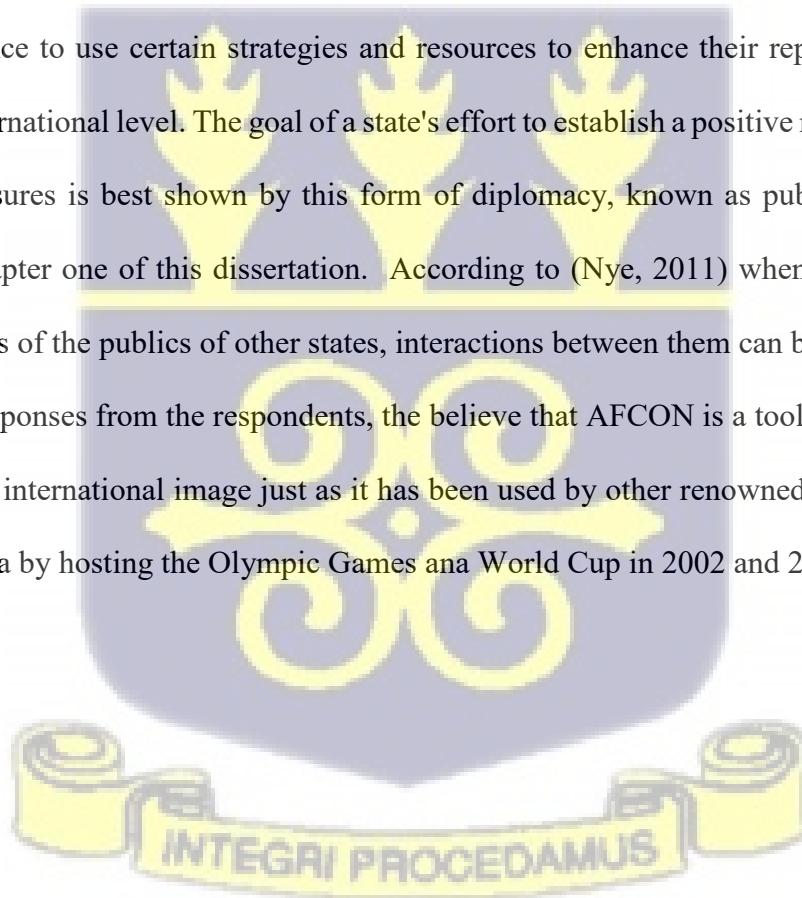 ce to use certain strategies and resources to enhance their rep
rnational level. The goal of a state's effort to establish a positive
sures is best shown by this form of diplomacy, known as pub
pter one of this dissertation. According to (Nye, 2011) when
s of the publics of other states, interactions between them can b
ponses from the respondents, the believe that AFCON is a tool
international image just as it has been used by other renowned
a by hosting the Olympic Games ana World Cup in 2002 and 2
INTEGRI PROCEDAMUS